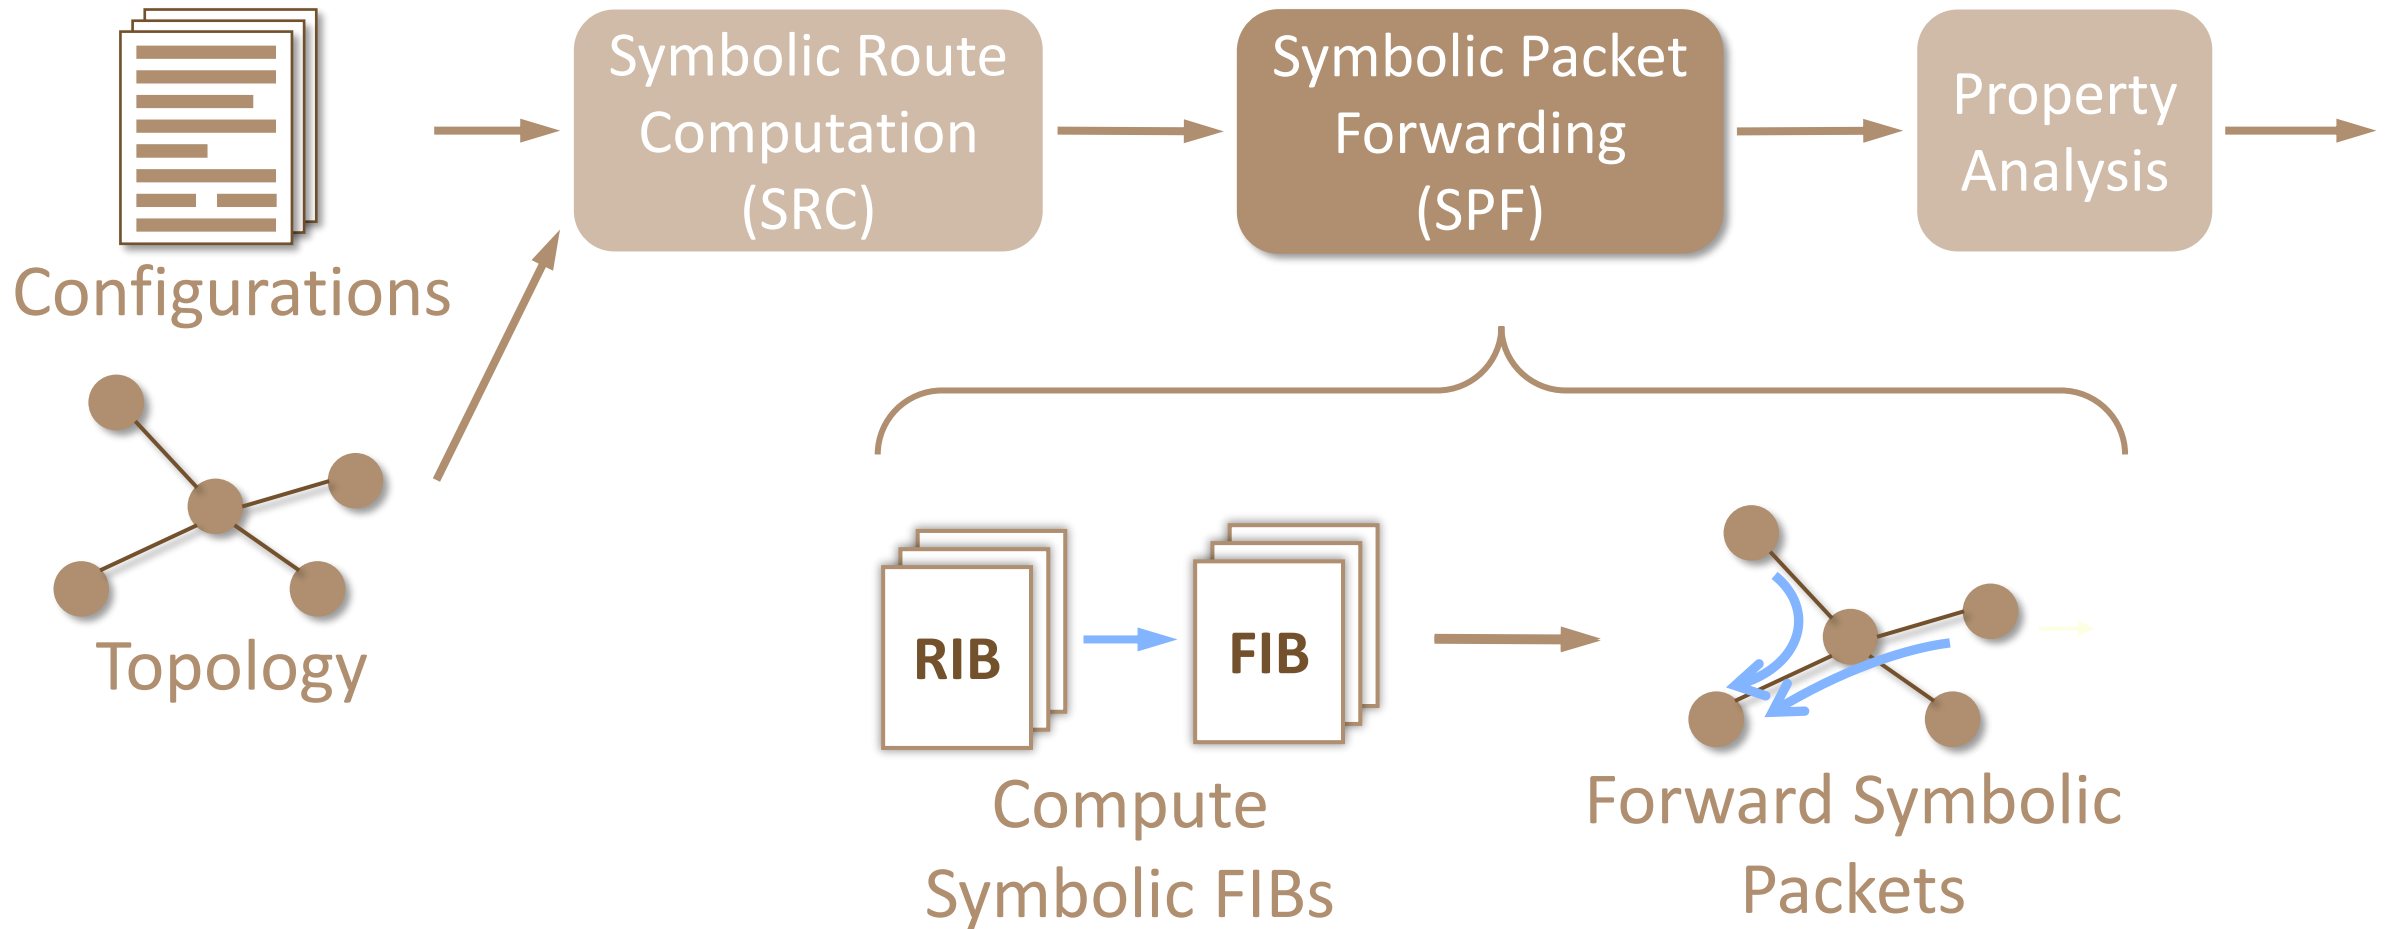 Symbolic Route
Computation
(SRC)
Symbolic Packet
Forwarding
(SPF)
Property
Analysis
Configurations
Topology
RIB
FIB
Compute
Symbolic FIBs
Forward Symbolic
Packets